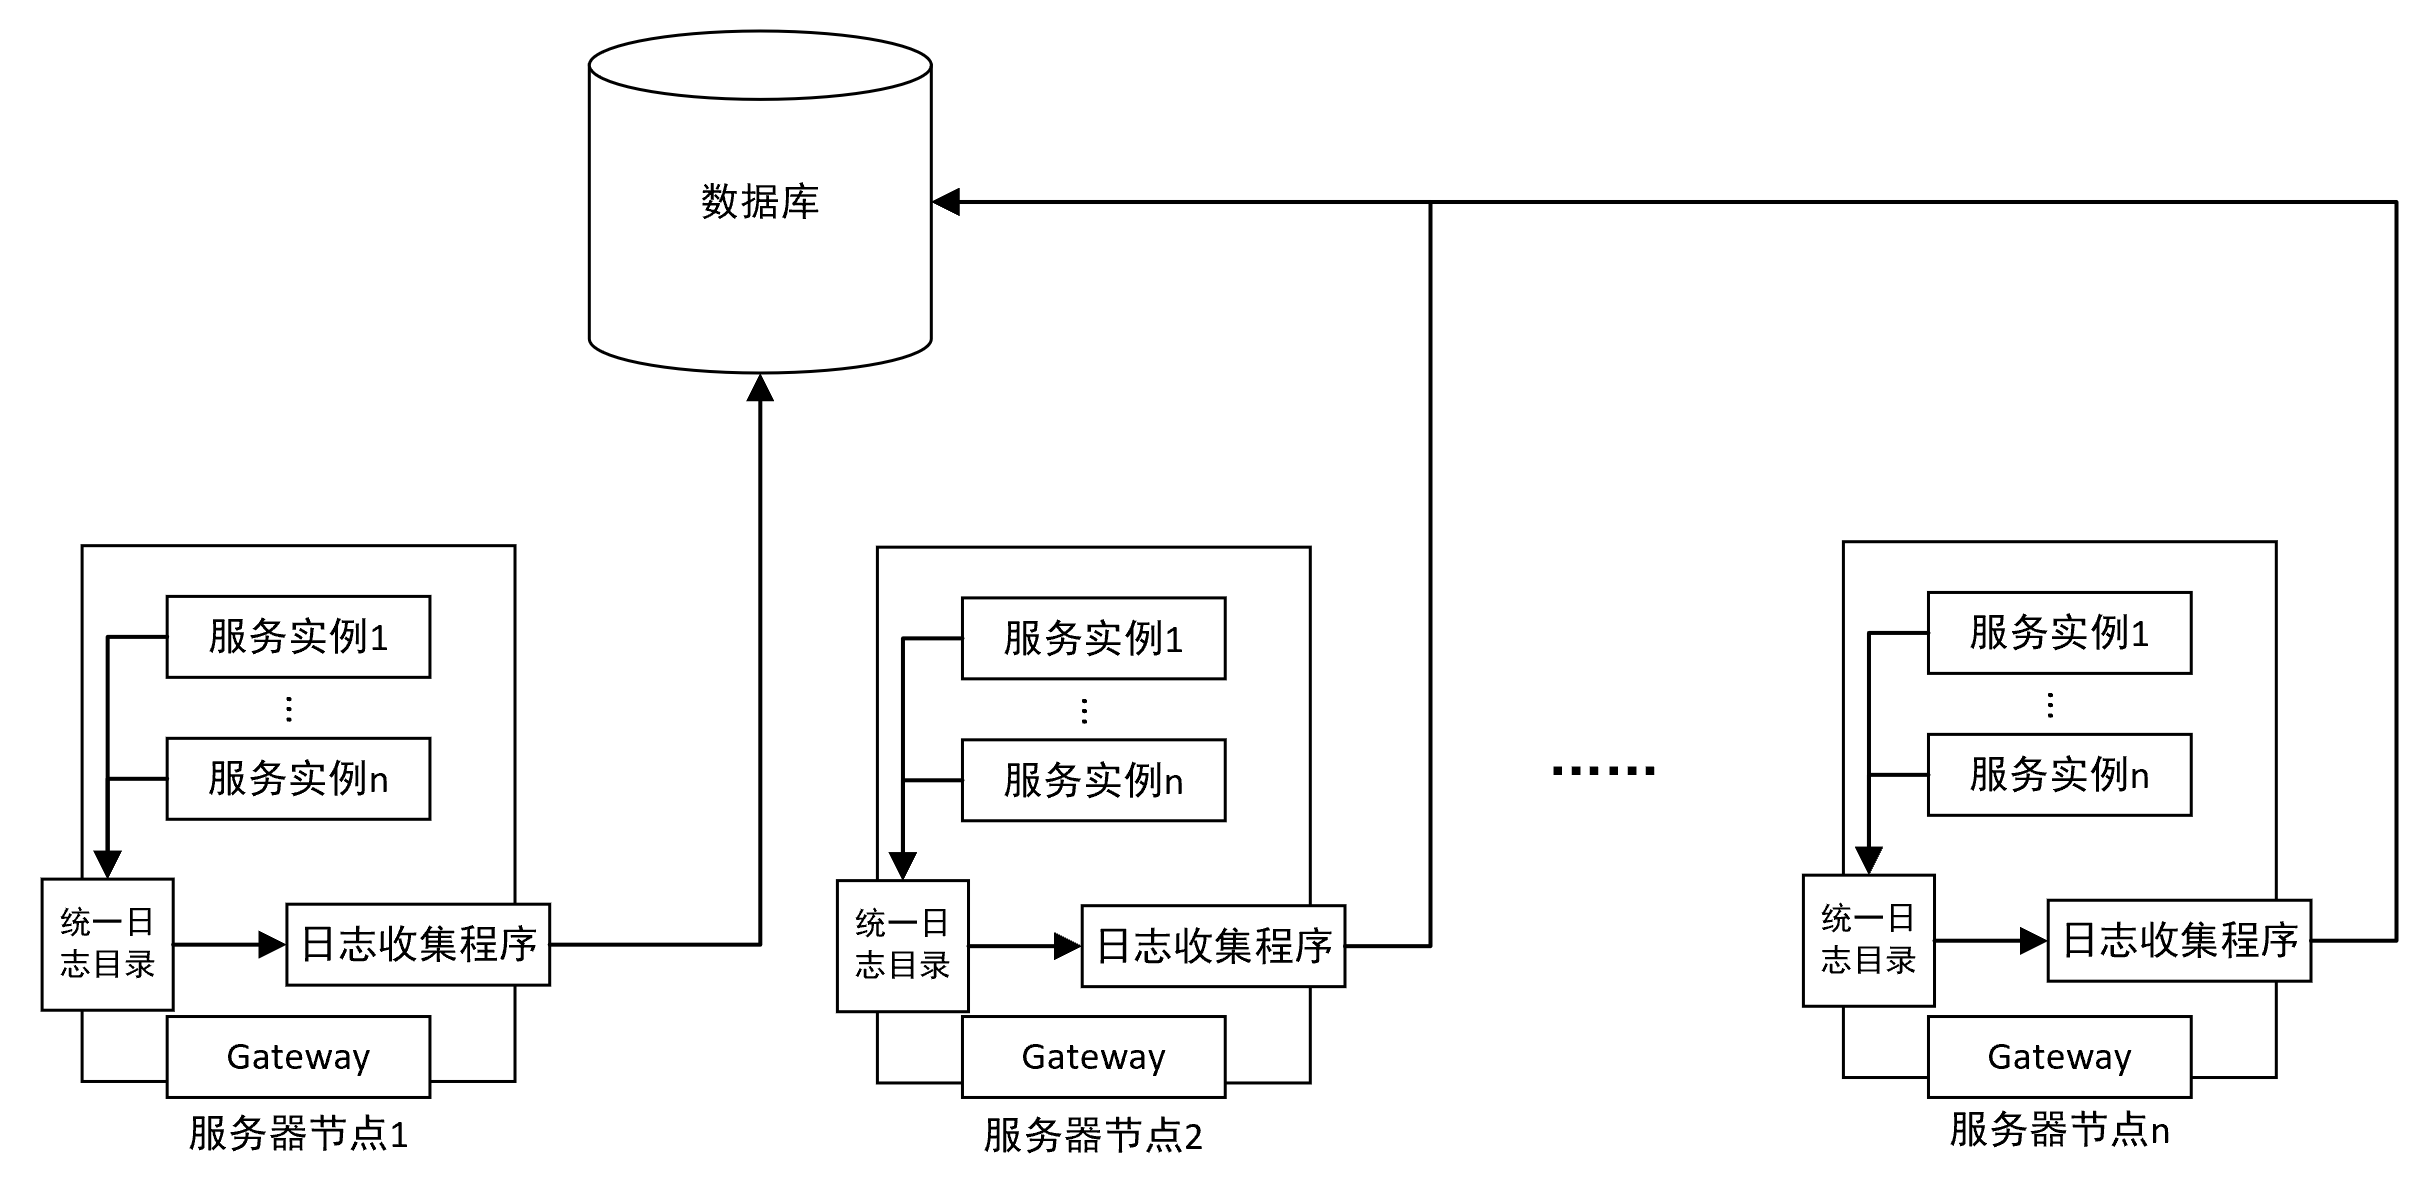 数据库
服务实例1
⋮
服务实例n
统一日
志目录
日志收集程序
Gateway
服务器节点1
服务实例1
⋮
服务实例n
统一日
志目录
日志收集程序
Gateway
服务器节点2
······
服务实例1
⋮
服务实例n
统一日
志目录
日志收集程序
Gateway
服务器节点n